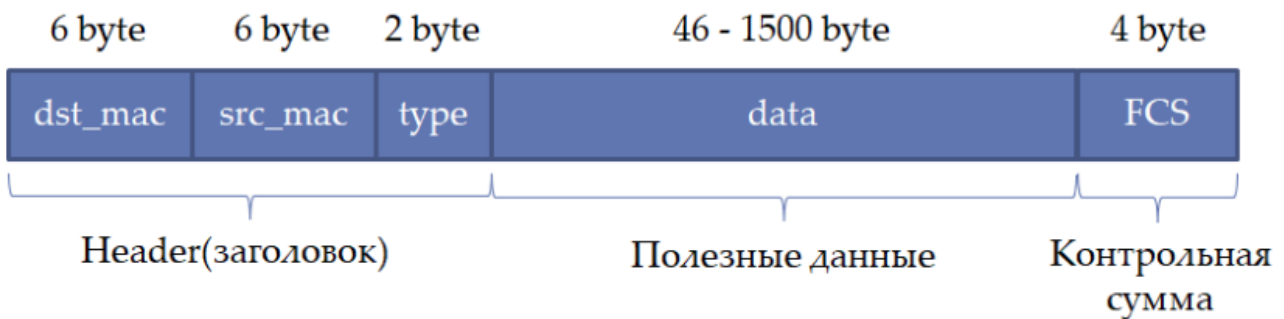 6 byte 6 byte 2 byte 46 - 1500 byte 4 byte
dst_mac src_mac type data FCS
Header(заголовок) Полезные данные Контрольная
сумма